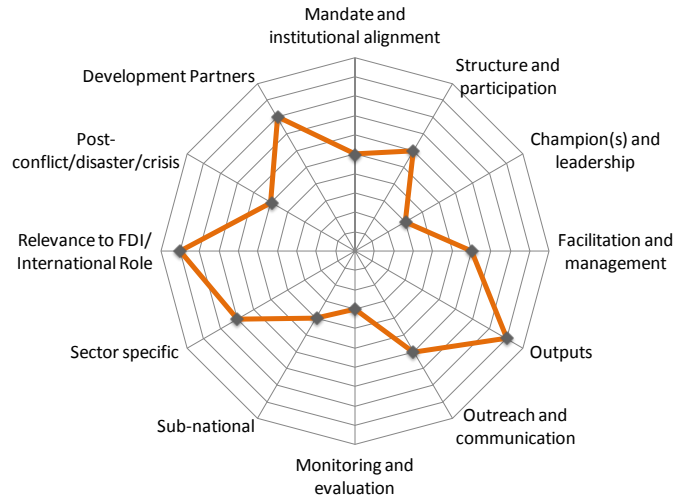 Mandate and
institutional alignment
Structure and
participation
Champion(s) and
leadership
Facilitation and
management
Outputs
Outreach and
communication
Monitoring and
evaluation
Sub-national
Sector specific
Relevance to FDI/
International Role
Post-
conflict/disaster/crisis
Development Partners